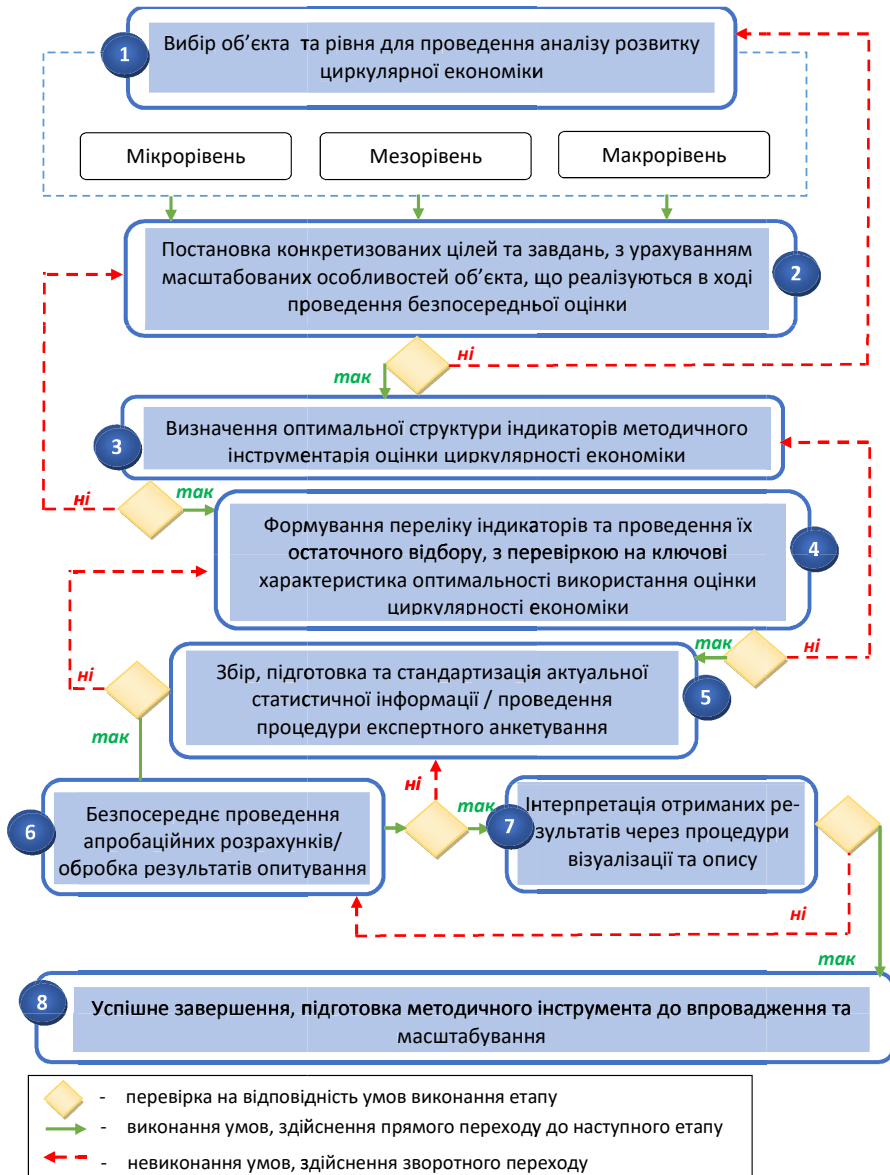 1
Вибір об’єкта та рівня для проведення аналізу розвитку
циркулярної економіки
Мікрорівень
Мезорівень
Макрорівень
Постановка конкретизованих цілей та завдань, з урахуванням
масштабованих особливостей об’єкта, що реалізуються в ході
проведення безпосередньої оцінки
2
ні
так
3
Визначення оптимальної структури індикаторів методичного
інструментарія оцінки циркулярності економіки
ні
так
Формування переліку індикаторів та проведення їх
остаточного відбору, з перевіркою на ключові
характеристика оптимальності використання оцінки
циркулярності економіки
4
так
ні
Збір, підготовка та стандартизація актуальної
статистичної інформації / проведення
процедури експертного анкетування
5
ні
так
6
Безпосереднє проведення
апробаційних розрахунків/
обробка результатів опитування
ні
так
7
Інтерпретація отриманих ре-
зультатів через процедури
візуалізації та опису
ні
так
8
Успішне завершення, підготовка методичного інструмента до впровадження та
масштабування
- перевірка на відповідність умов виконання етапу
- виконання умов, здійснення прямого переходу до наступного етапу
- невиконання умов, здійснення зворотного переходу